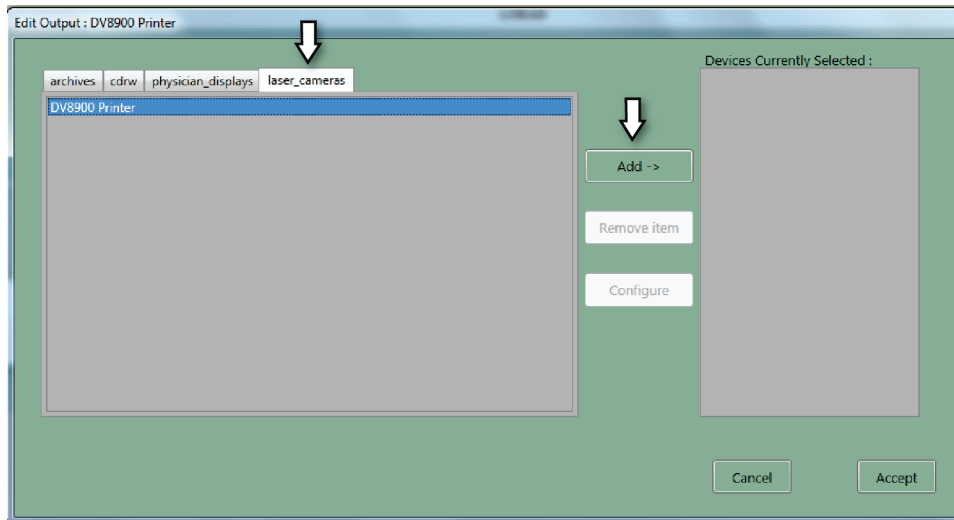 Edit Output : DV8900 Printer
Devices Currently Selected :
archives cdrw physician_displays laser_cameras
DV8900 Printer
Add ->
Remove item
Configure
Cancel Accept